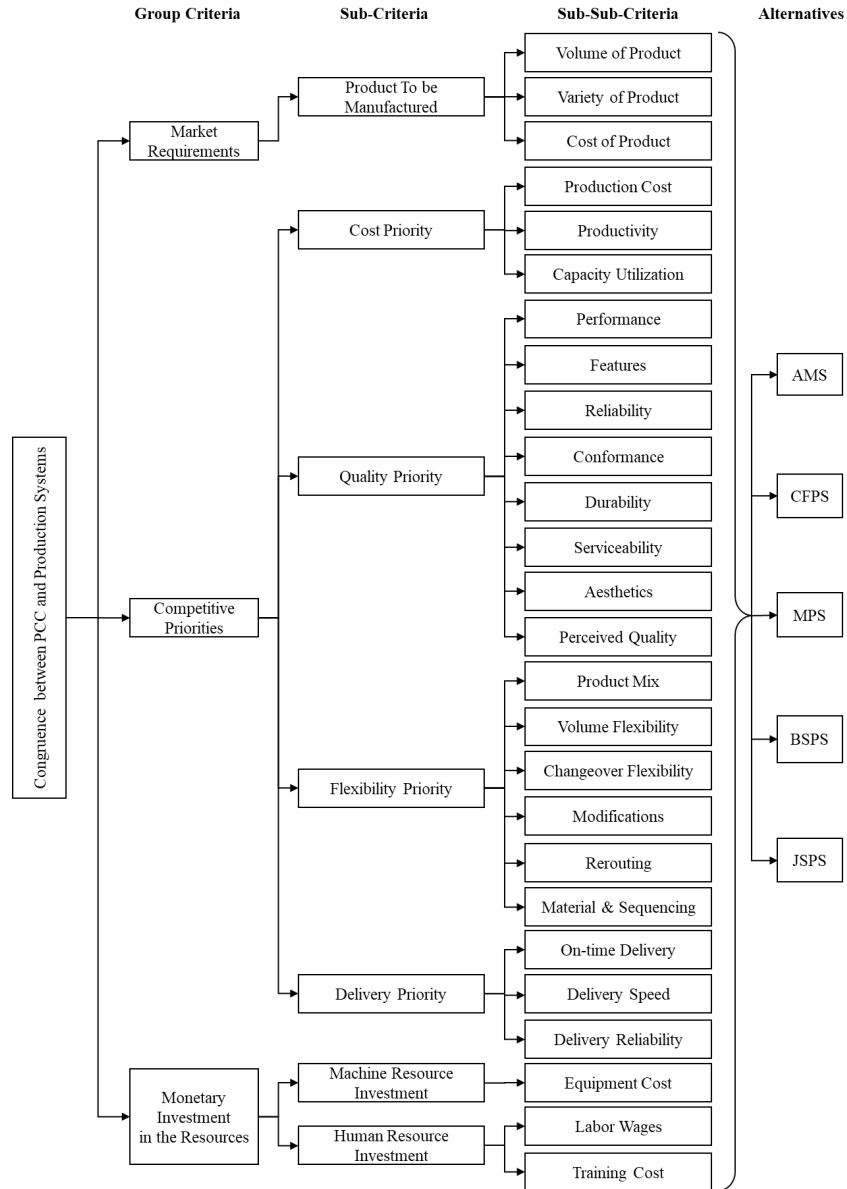 Group Criteria
Sub-Criteria
Sub-Sub-Criteria
Alternatives
Congruence between PCC and Production Systems
Market
Requirements
Competitive
Priorities
Monetary
Investment
in the Resources
Product To be
Manufactured
Cost Priority
Quality Priority
Flexibility Priority
Delivery Priority
Machine Resource
Investment
Human Resource
Investment
Volume of Product
Variety of Product
Cost of Product
Production Cost
Productivity
Capacity Utilization
Performance
Features
Reliability
Conformance
Durability
Serviceability
Aesthetics
Perceived Quality
Product Mix
Volume Flexibility
Changeover Flexibility
Modifications
Rerouting
Material & Sequencing
On-time Delivery
Delivery Speed
Delivery Reliability
Equipment Cost
Labor Wages
Training Cost
AMS
CFPS
MPS
BSPS
JSPS